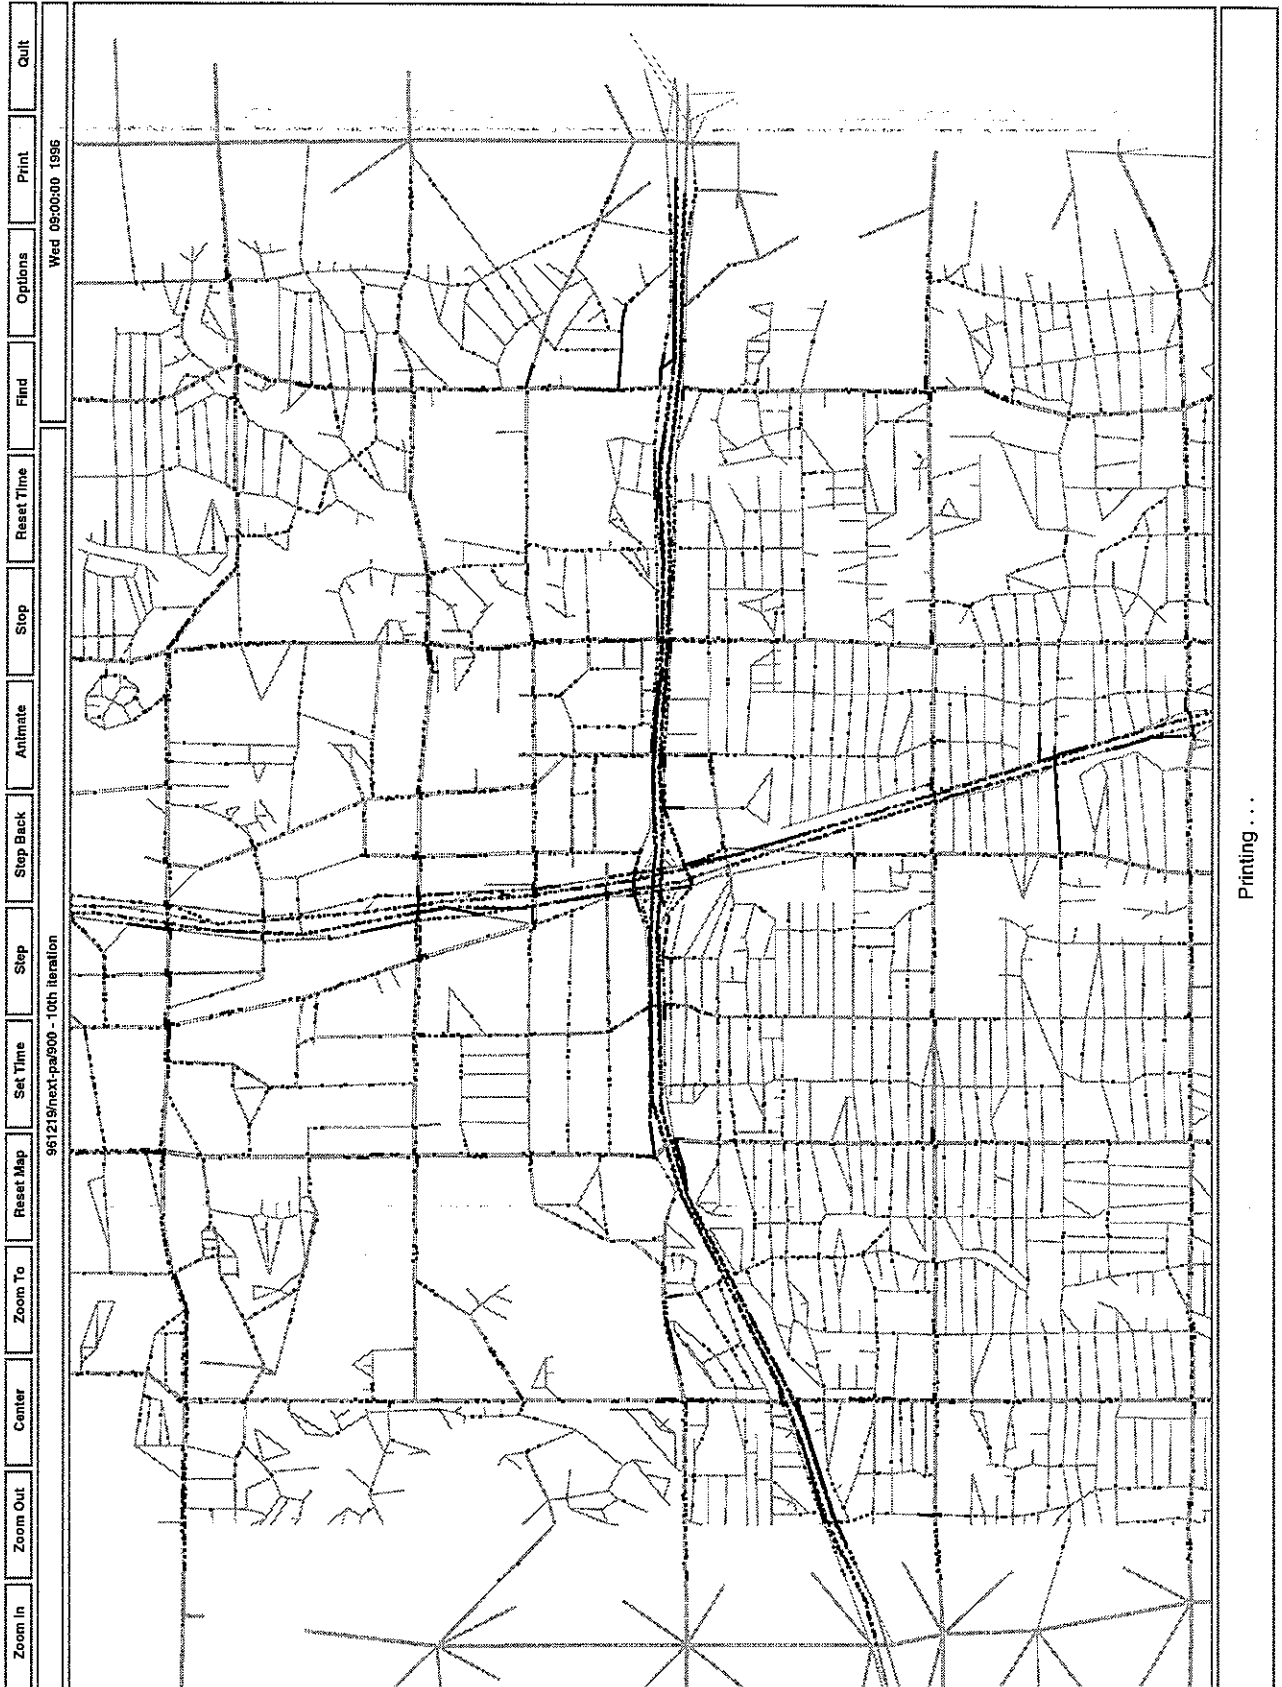 Zoom In Zoom Out Center Zoom To Reset Map Set Time Step Step Back Animate Stop Reset Time Find Options Print Quit
961219/next-pa/900 - 10th iteration Wed 09:00:00 1996
Printing . . .